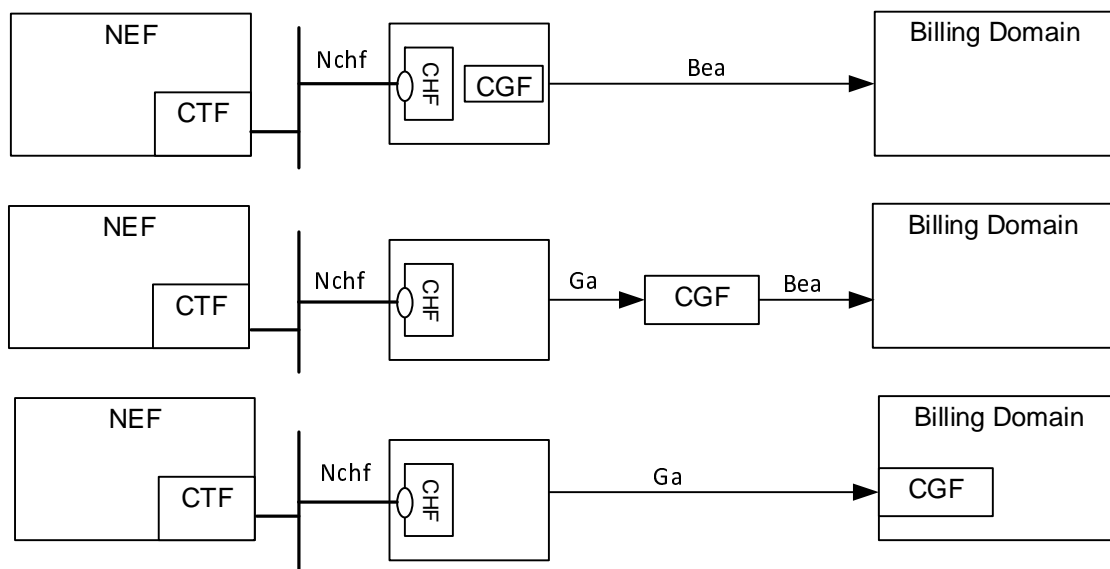 NEF
CTF
Nchf
CHF
CGF
Bea
Billing Domain
NEF
CTF
Nchf
CHF
Ga
CGF
Bea
Billing Domain
NEF
CTF
Nchf
CHF
Ga
Billing Domain
CGF